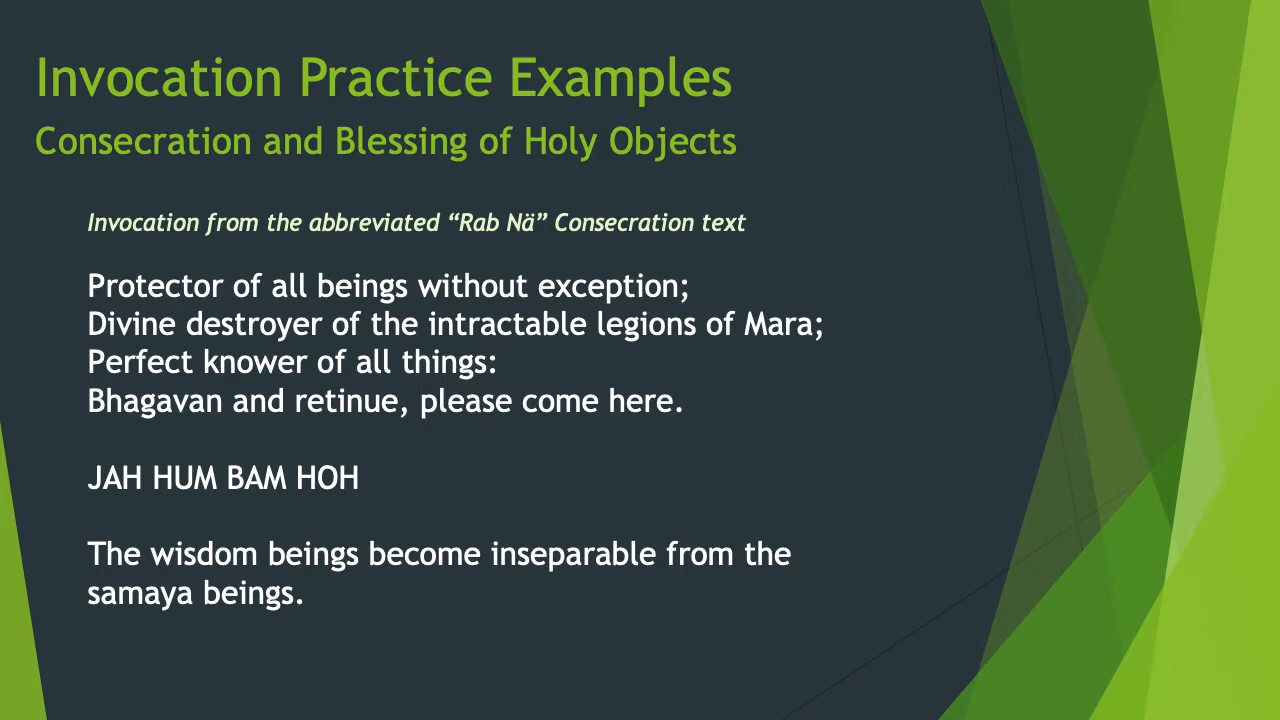 Invocation Practice Examples
Consecration and Blessing of Holy Objects
Invocation from the abbreviated “Rab Nä” Consecration text
Protector of all beings without exception;
Divine destroyer of the intractable legions of Mara;
Perfect knower of all things:
Bhagavan and retinue, please come here.
JAH HUM BAM HOH
The wisdom beings become inseparable from the
samaya beings.